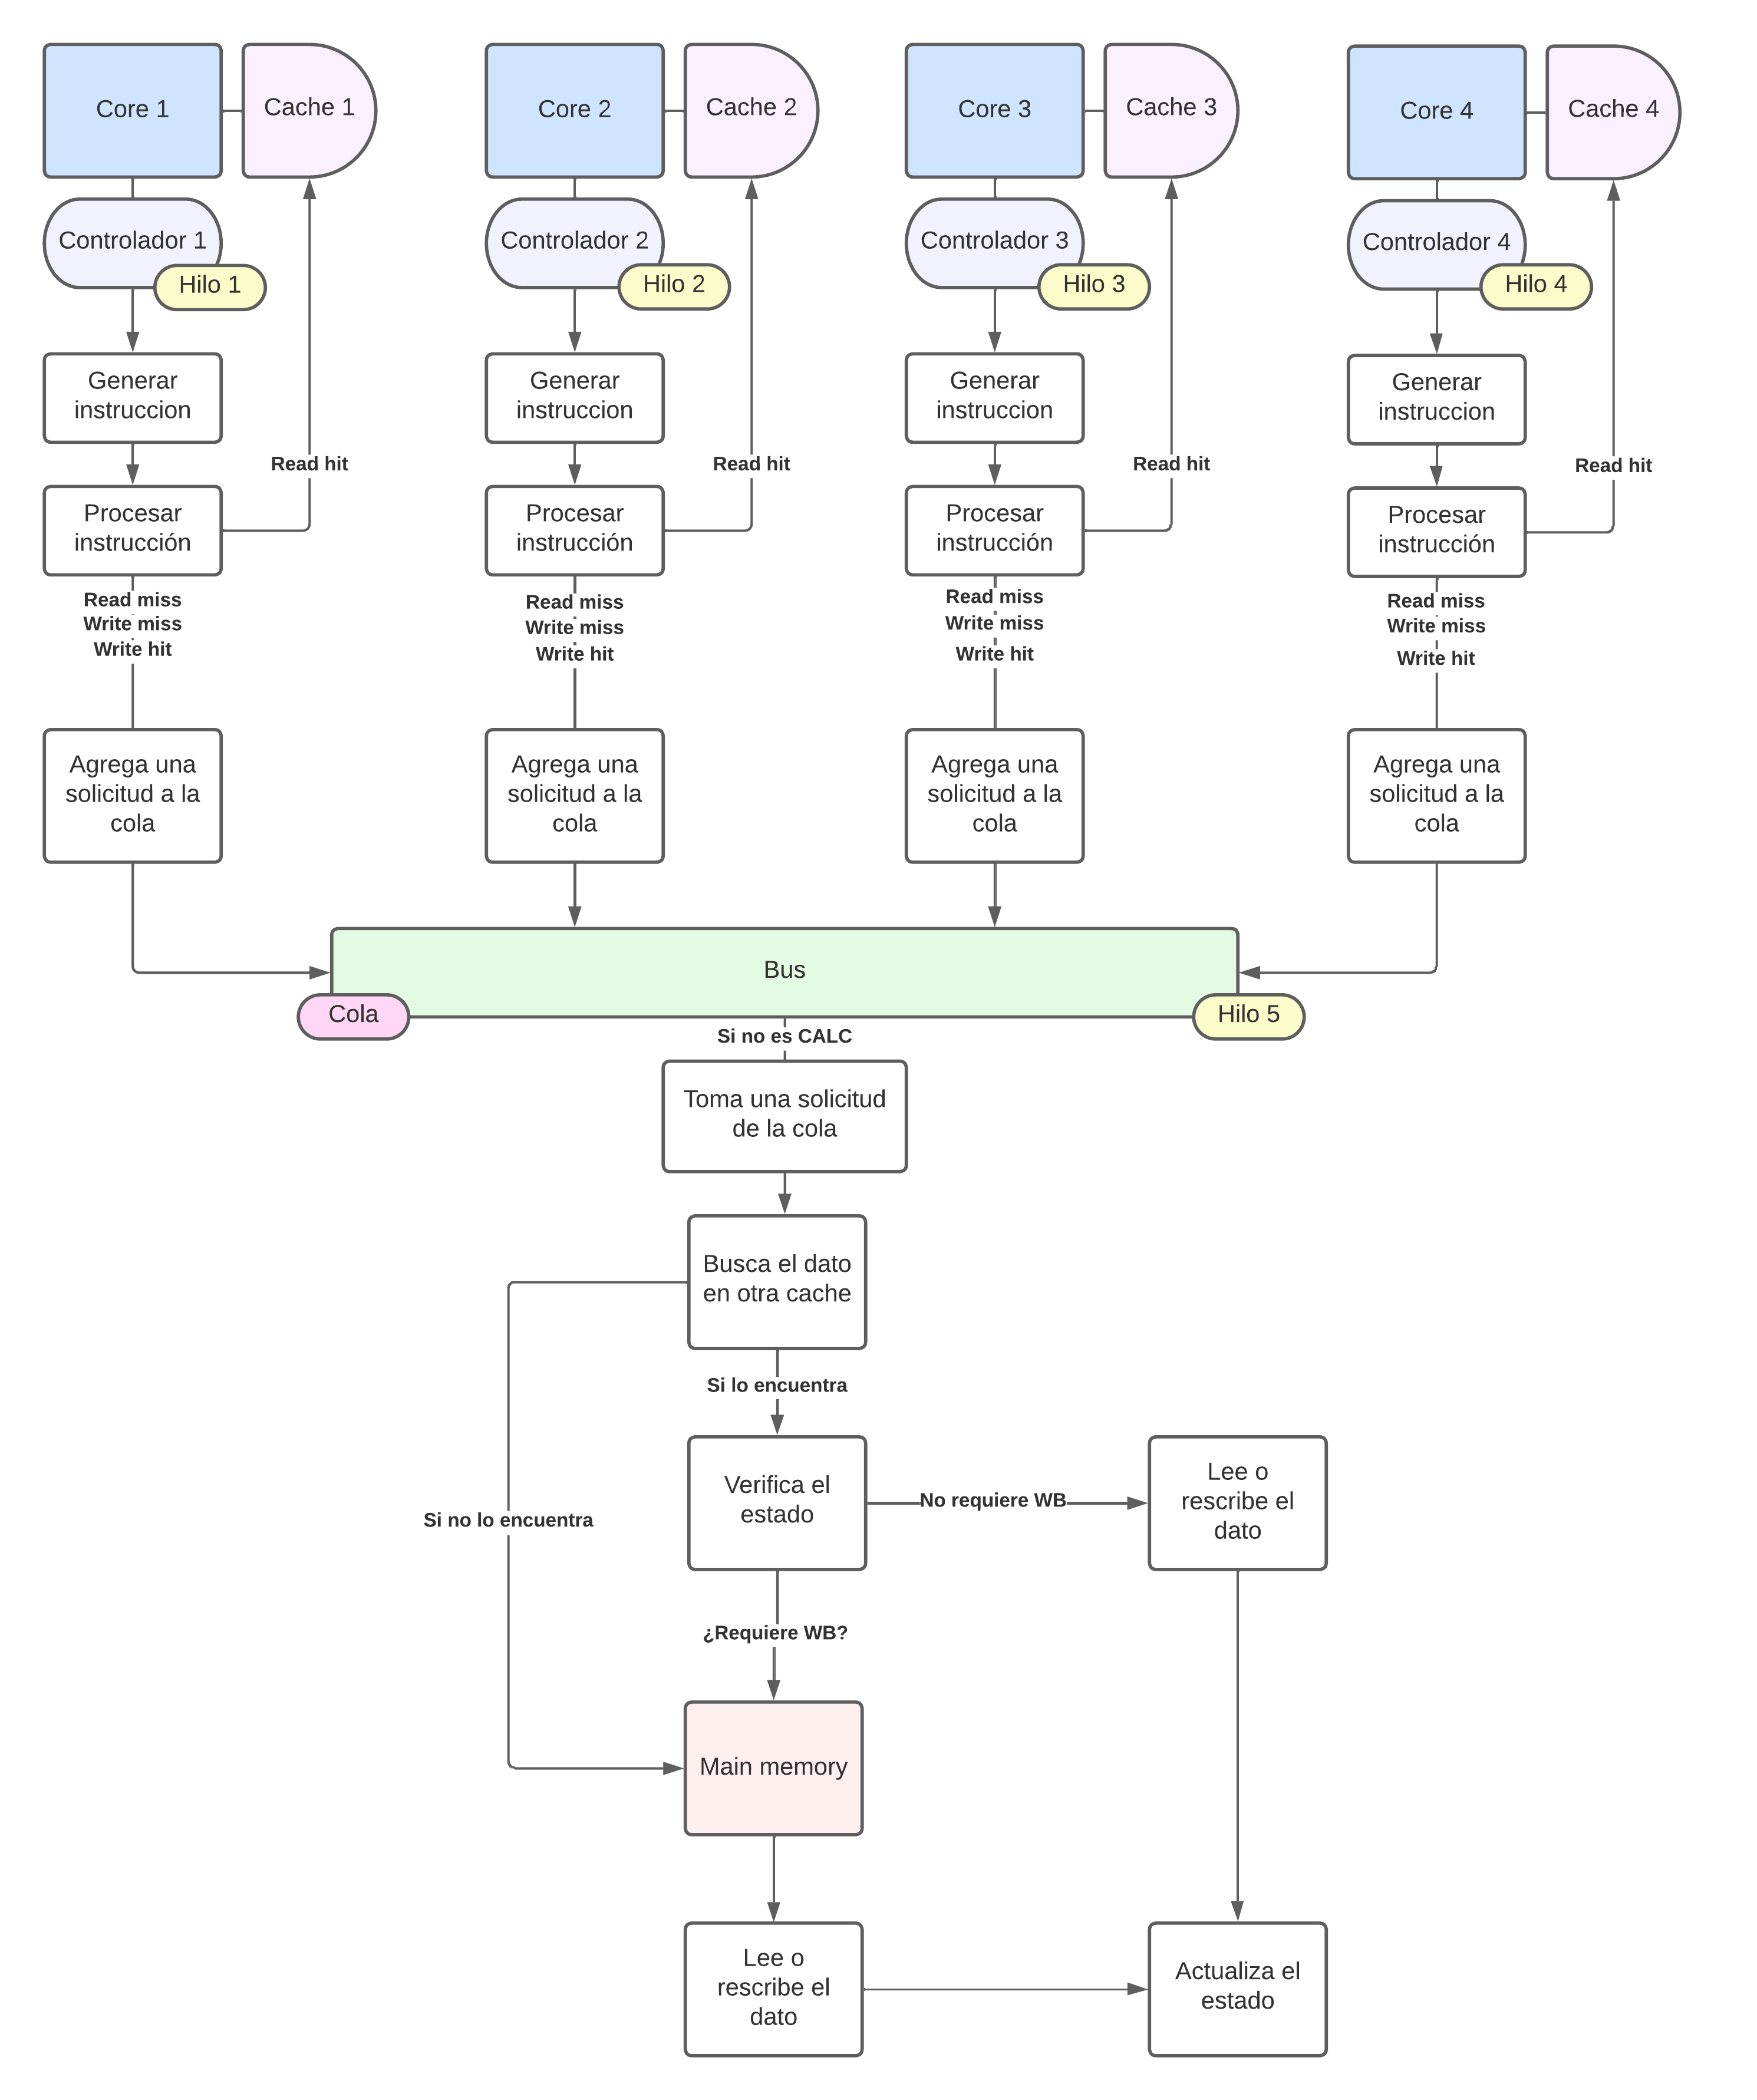 Core 1
Cache 1
Core 2
Cache 2
Core 3
Cache 3
Core 4
Cache 4
Controlador 1
Hilo 1
Controlador 2
Hilo 2
Controlador 3
Hilo 3
Controlador 4
Hilo 4
Generar
instruccion
Generar
instruccion
Generar
instruccion
Generar
instruccion
Read hit
Read hit
Read hit
Read hit
Procesar
instrucción
Procesar
instrucción
Procesar
instrucción
Procesar
instrucción
Read miss
Write miss
Write hit
Read miss
Write miss
Write hit
Read miss
Write miss
Write hit
Read miss
Write miss
Write hit
Agrega una
solicitud a la
cola
Agrega una
solicitud a la
cola
Agrega una
solicitud a la
cola
Agrega una
solicitud a la
cola
Bus
Cola
Hilo 5
Si no es CALC
Toma una solicitud
de la cola
Busca el dato
en otra cache
Si lo encuentra
Si no lo encuentra
Verifica el
estado
No requiere WB
Lee o
rescribe el
dato
¿Requiere WB?
Main memory
Lee o
rescribe el
dato
Actualiza el
estado